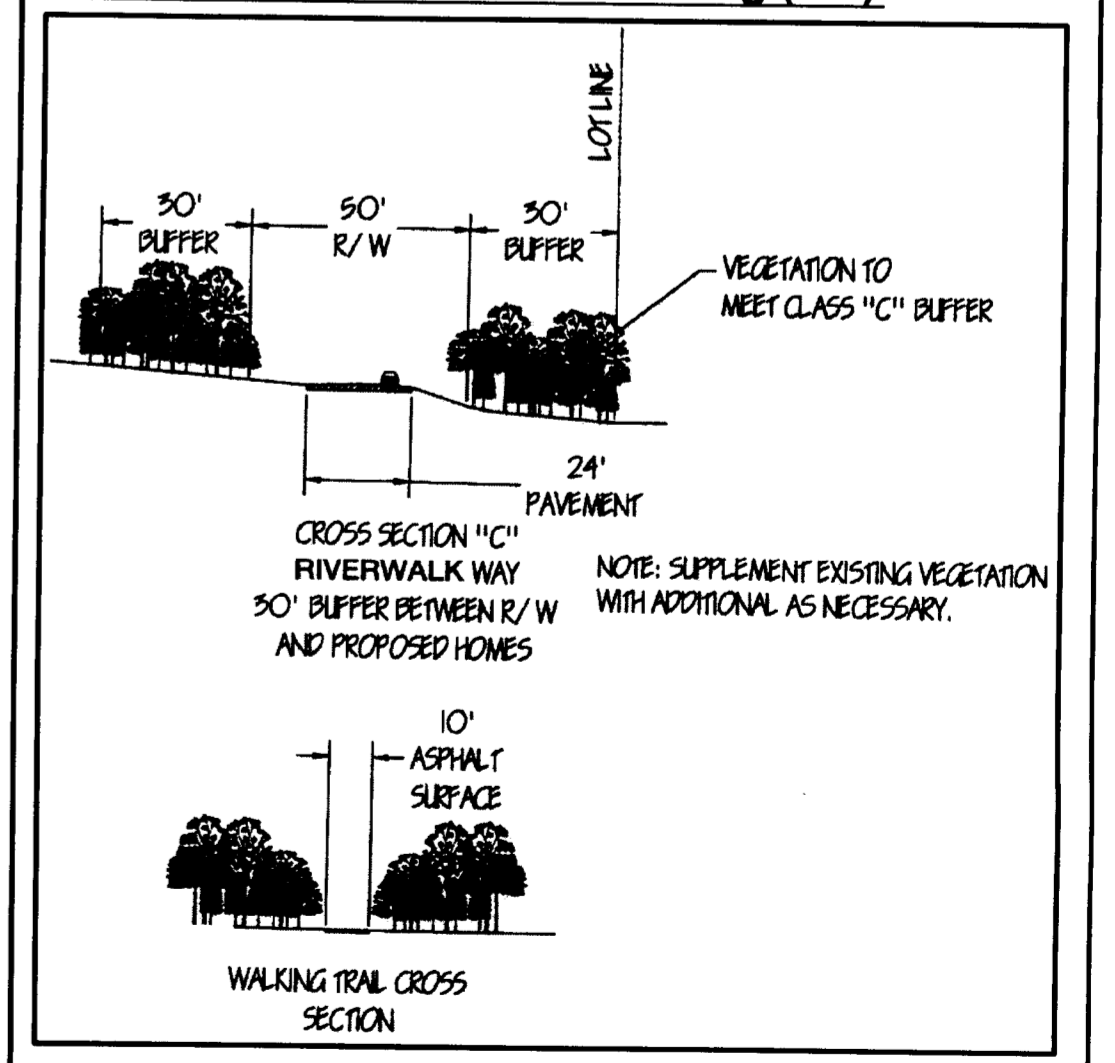 LOT LINE
30'
BUFFER
50'
R/W
30'
BUFFER
VEGETATION TO
MEET CLASS "C" BUFFER
24'
PAVEMENT
CROSS SECTION "C"
RIVERWALK WAY
30' BUFFER BETWEEN R/W
AND PROPOSED HOMES
NOTE: SUPPLEMENT EXISTING VEGETATION
WITH ADDITIONAL AS NECESSARY.
10'
ASPHALT
SURFACE
WALKING TRAIL CROSS
SECTION